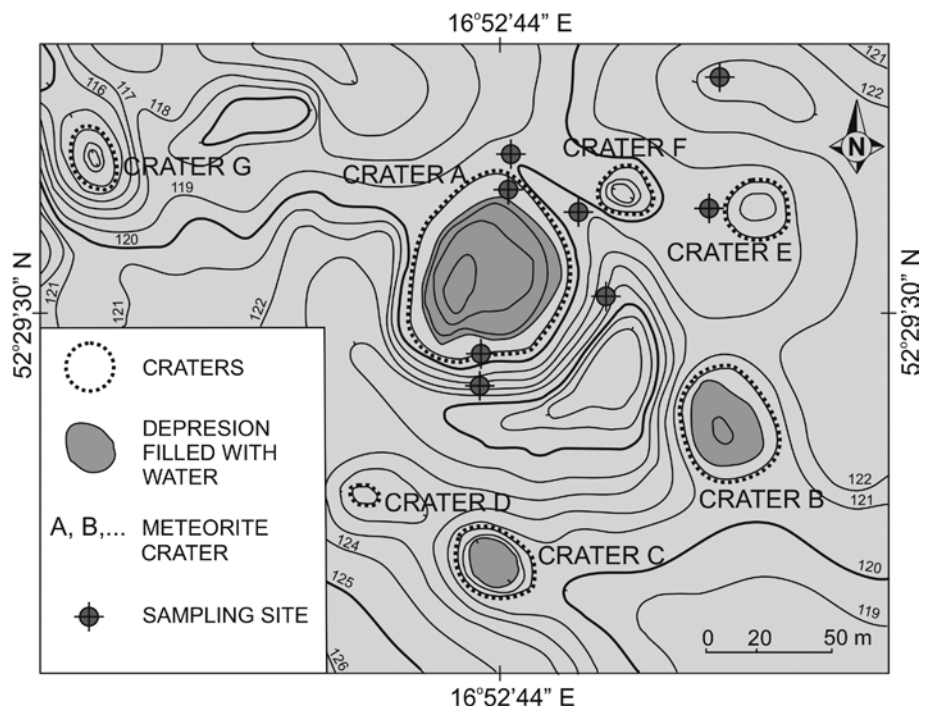 16°52'44” E
116
117
118
121
122
CRATER G
CRATER A
CRATER F
N
119
120
CRATER E
121
121
122
52°29'30” N
52°29'30” N
CRATERS
DEPRESION
FILLED WITH
WATER
A, B,... METEORITE
CRATER
SAMPLING SITE
CRATER D
CRATER B
122
121
CRATER C
124
125
126
120
119
0 20 50 m
16°52'44” E